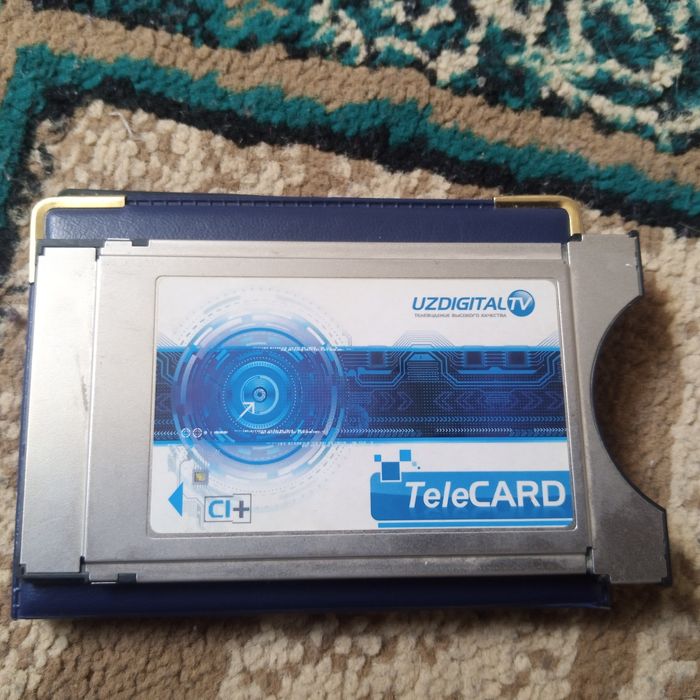 UZDIGITAL TV
ТЕЛЕВИДЕНИЕ ВЫСОКОГО КАЧЕСТВА
TeleCARD
CI+